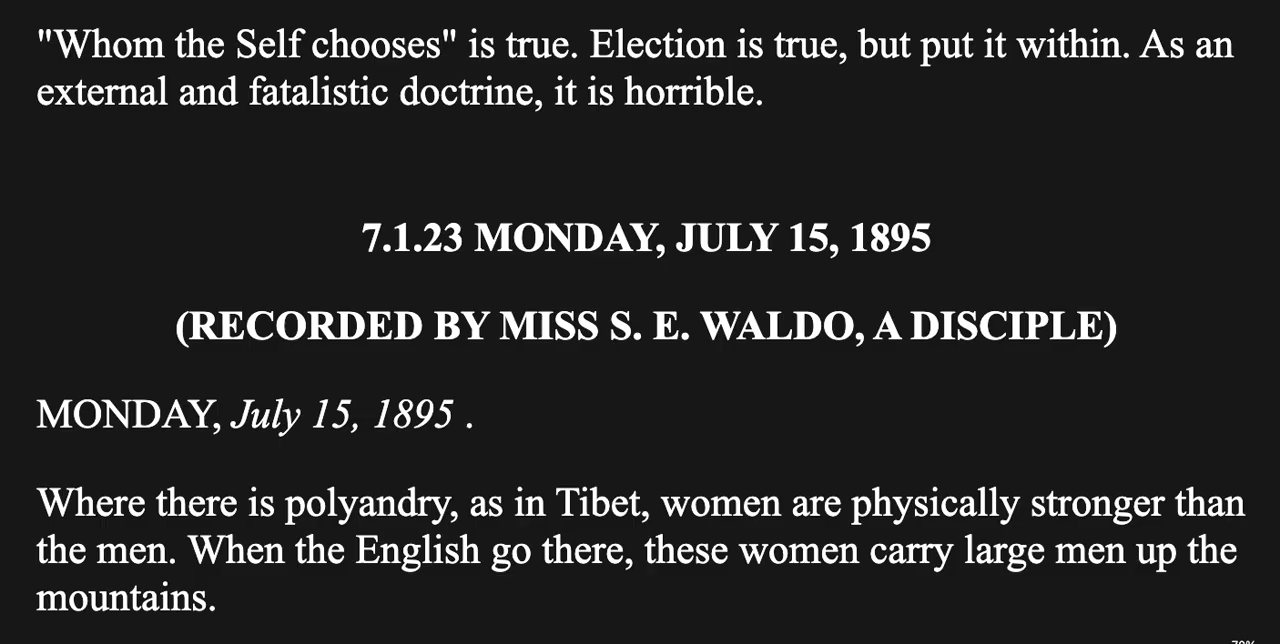 "Whom the Self chooses" is true. Election is true, but put it within. As an
external and fatalistic doctrine, it is horrible.
7.1.23 MONDAY, JULY 15, 1895
(RECORDED BY MISS S. E. WALDO, A DISCIPLE)
MONDAY, July 15, 1895 .
Where there is polyandry, as in Tibet, women are physically stronger than
the men. When the English go there, these women carry large men up the
mountains.